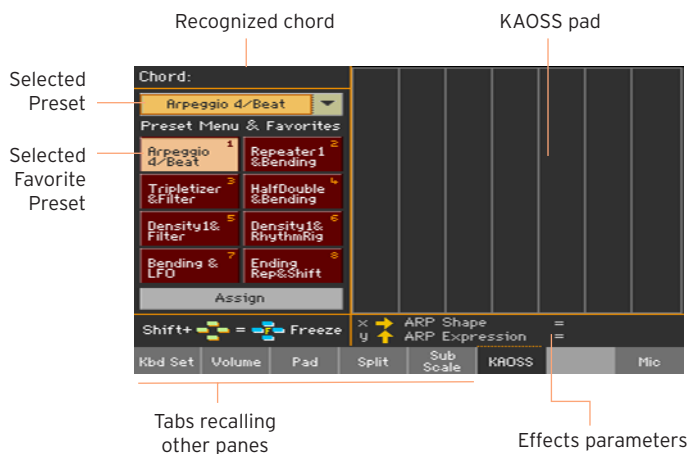 Recognized chord
KAOSS pad
Selected
Preset
Selected
Favorite
Preset
Chord:
Arpeggio 4/Beat
Preset Menu & Favorites
Arpeggio 1
4/Beat
Repeater1 2
&Bending
Tripletizer 3
&Filter
HalfDouble 4
&Bending
Density1& 5
Filter
Density1& 6
RhythmRig
Bending & 7
LFO
Ending 8
Rep&Shift
Assign
Shift+ = F Freeze
x ARP Shape =
y ARP Expression =
Kbd Set Volume Pad Split Sub Scale KAOSS Mic
Tabs recalling
other panes
Effects parameters